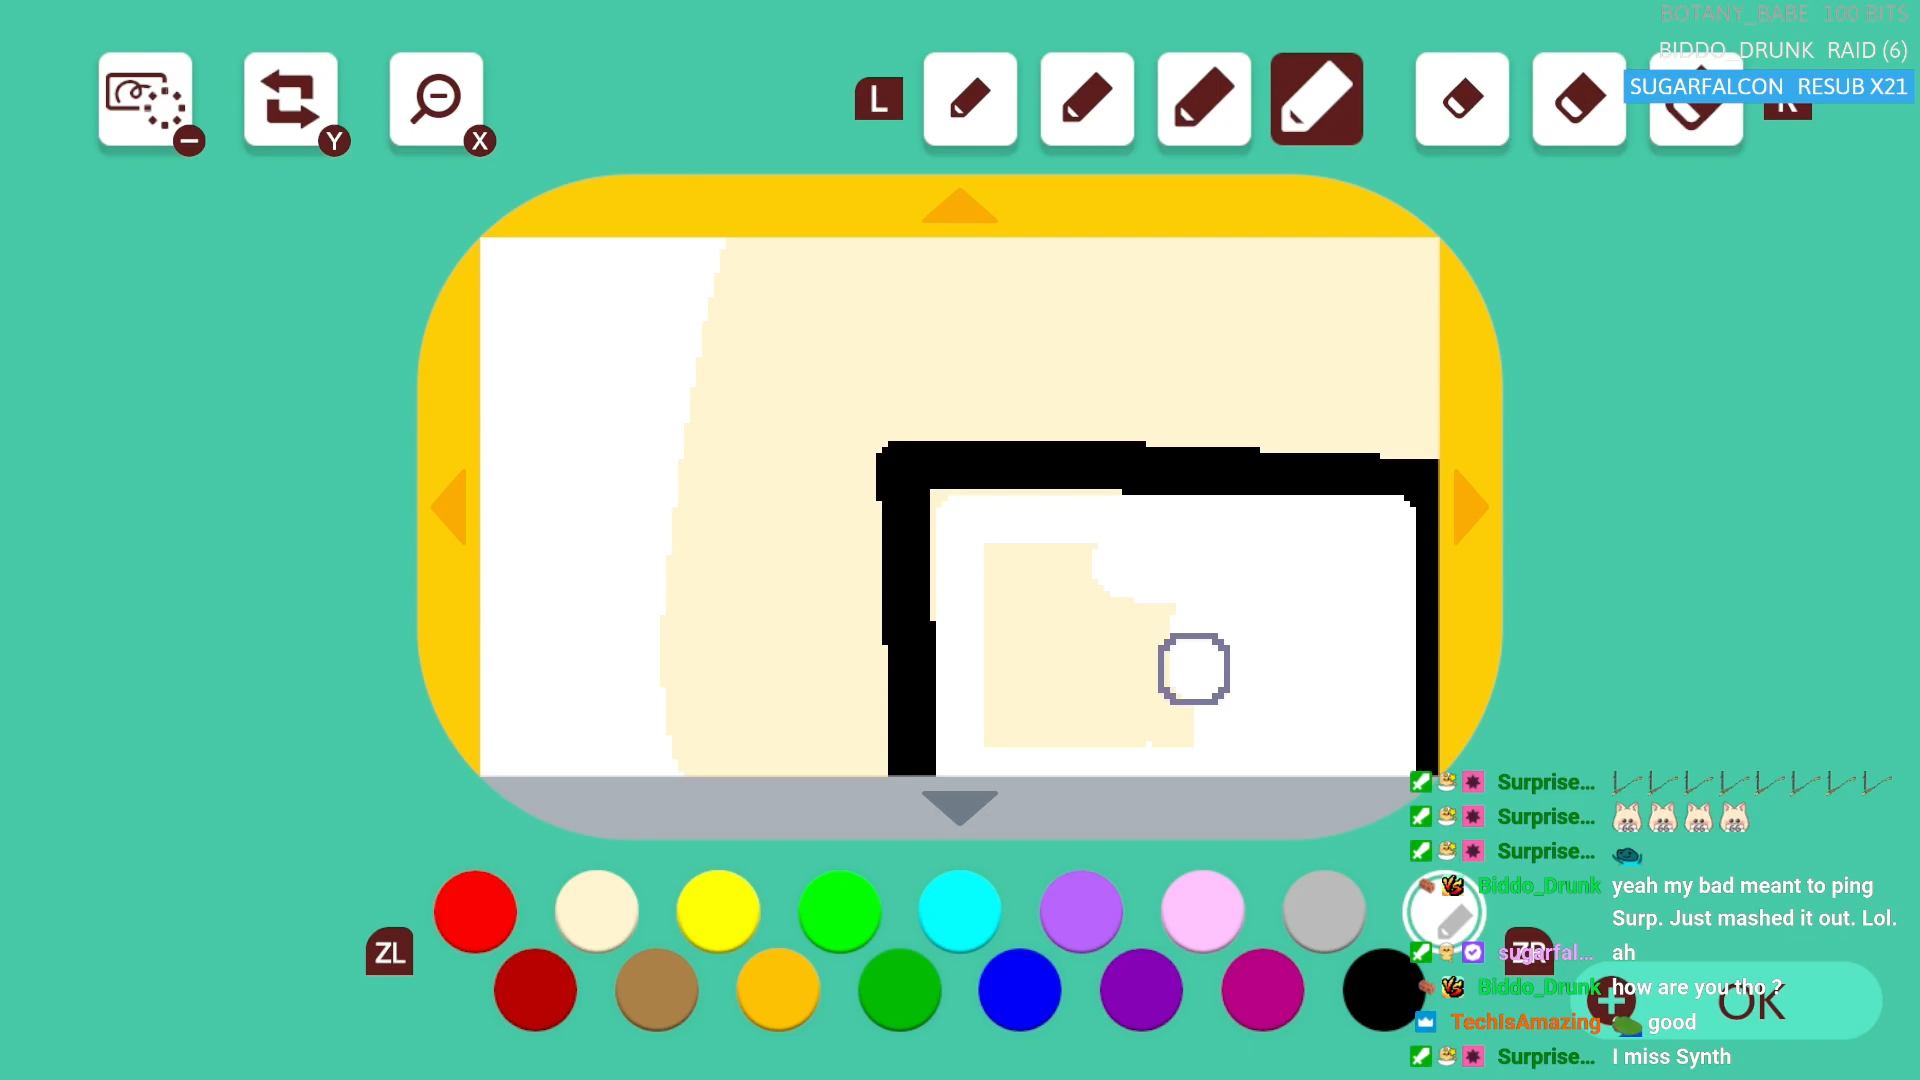 BOTANY_BABE 100 BITS
BIDDO_DRUNK RAID (6)
SUGARFALCON RESUB X21
Y
X
L
R
Surprise...
Surprise...
Surprise...
Biddo_Drunk yeah my bad meant to ping
Surp. Just mashed it out. Lol.
ZL
ZR
sugarfal... ah
Biddo_Drunk how are you tho ?
OK
TechIsAmazing good
Surprise... I miss Synth